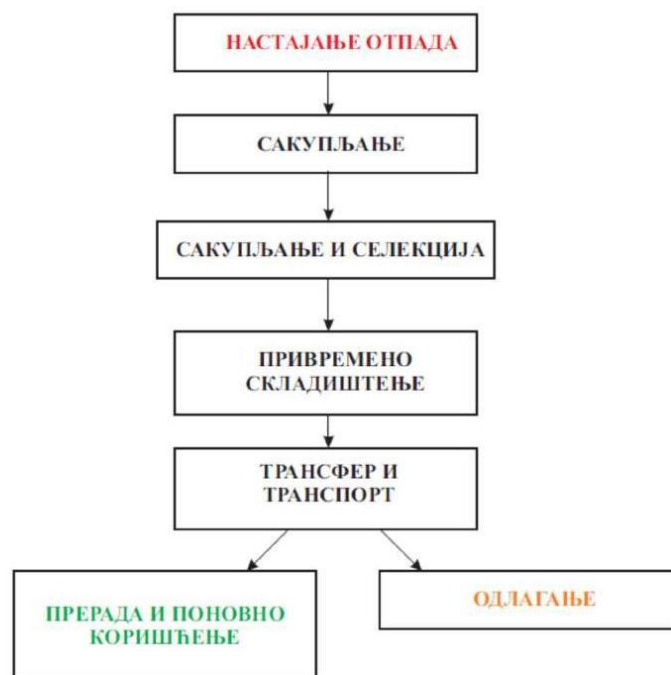 НАСТАЈАЊЕ ОТПАДА
САКУПЉАЊЕ
САКУПЉАЊЕ И СЕЛЕКЦИЈА
ПРИВРЕМЕНО
СКЛАДИШТЕЊЕ
ТРАНСФЕР И
ТРАНСПОРТ
ПРЕРАДА И ПОНОВНО
КОРИШЋЕЊЕ
ОДЛАГАЊЕ